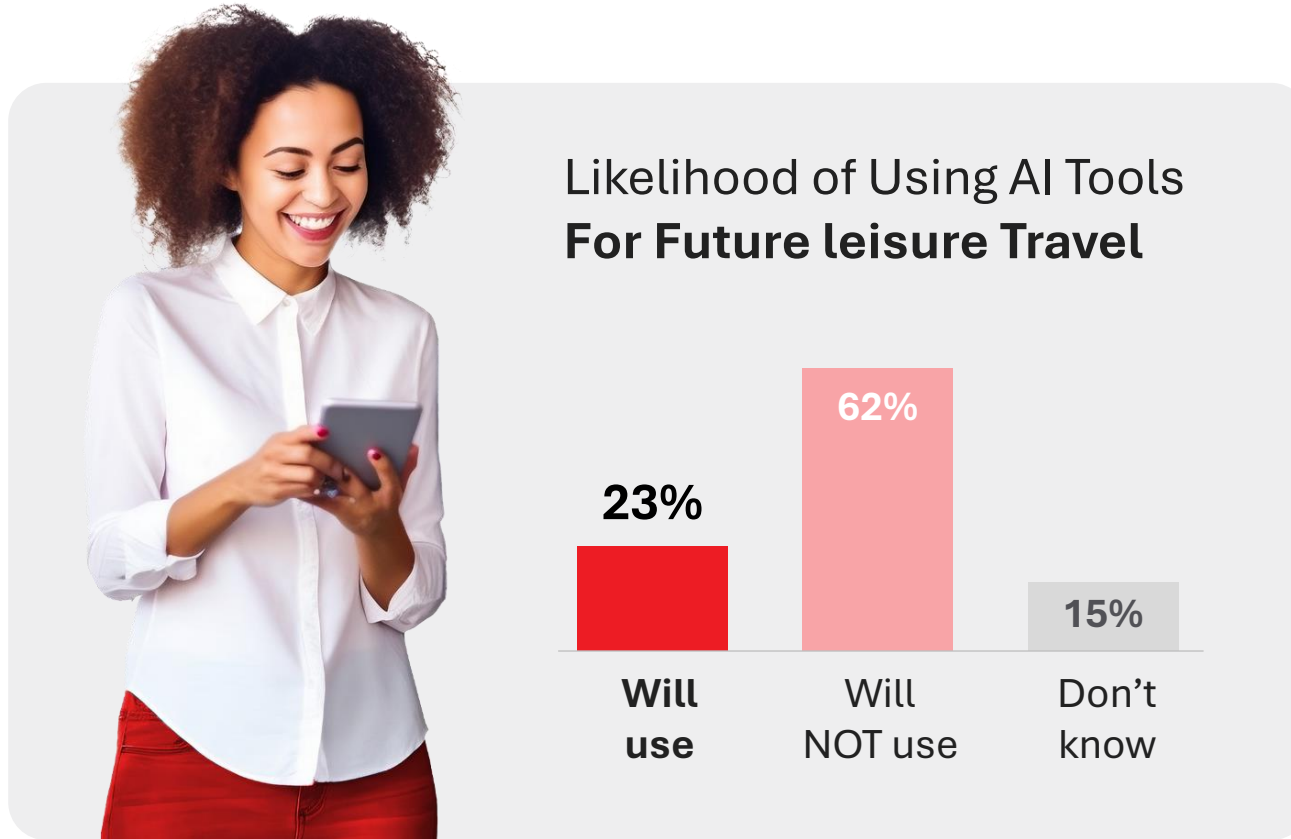 Likelihood of Using AI Tools
For Future leisure Travel
62%
23%
15%
Will
use
Will
NOT use
Don’t
know